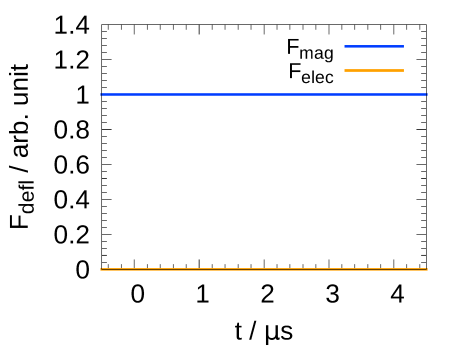 1.4
1.2
1
0.8
0.6
0.4
0.2
0
F_defl / arb. unit
F_mag
F_elec
0 1 2 3 4
t / µs